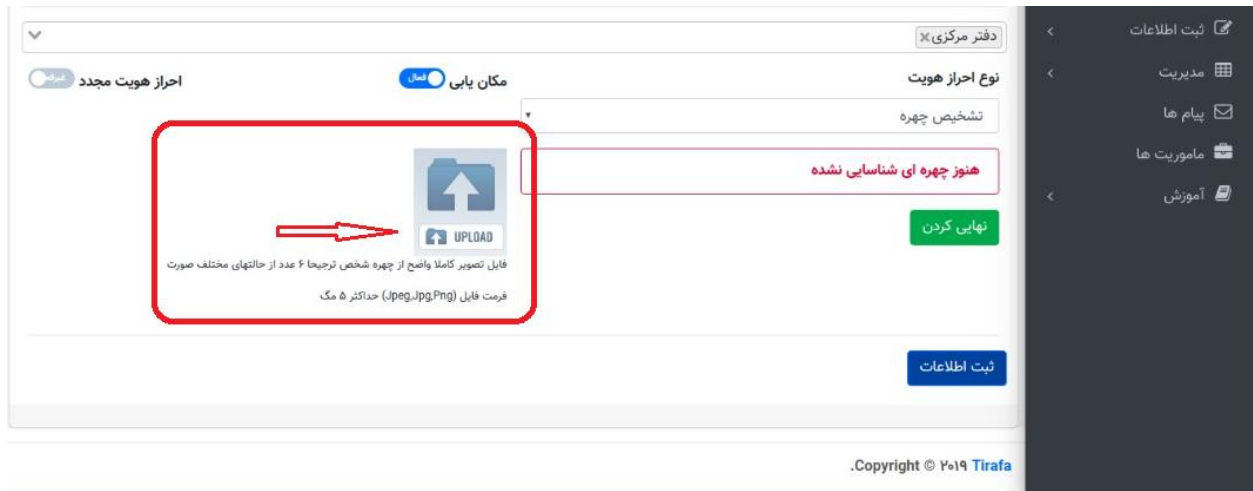 ثبت اطلاعات
مدیریت
پیام ها
ماموریت ها
آموزش
دفتر مرکزی
نوع احراز هویت
مکان یابی
فعال
احراز هویت مجدد
تشخیص چهره
هنوز چهره ای شناسایی نشده
نهایی کردن
UPLOAD
فایل تصویر کاملا واضح از چهره شخص ترجیحا ۶ عدد از حالتهای مختلف صورت
فرمت فایل (Jpeg,Jpg,Png) حداکثر ۵ مگ
ثبت اطلاعات
Copyright © ۲۰۱۹ Tirafa.